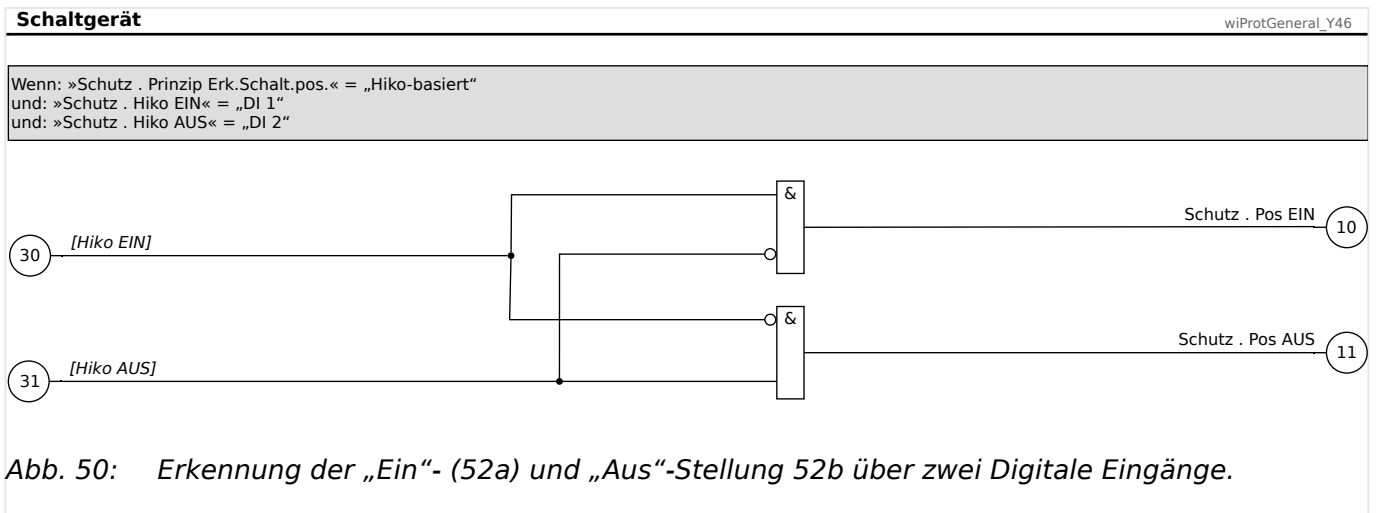 Schaltgerät
wiProtGeneral_Y46
Wenn: »Schutz . Prinzip Erk.Schalt.pos.« = „Hiko-basiert“
und: »Schutz . Hiko EIN« = „DI 1“
und: »Schutz . Hiko AUS« = „DI 2“
&
Schutz . Pos EIN
10
30
[Hiko EIN]
&
Schutz . Pos AUS
11
31
[Hiko AUS]
Abb. 50: Erkennung der „Ein“- (52a) und „Aus“-Stellung 52b über zwei Digitale Eingänge.